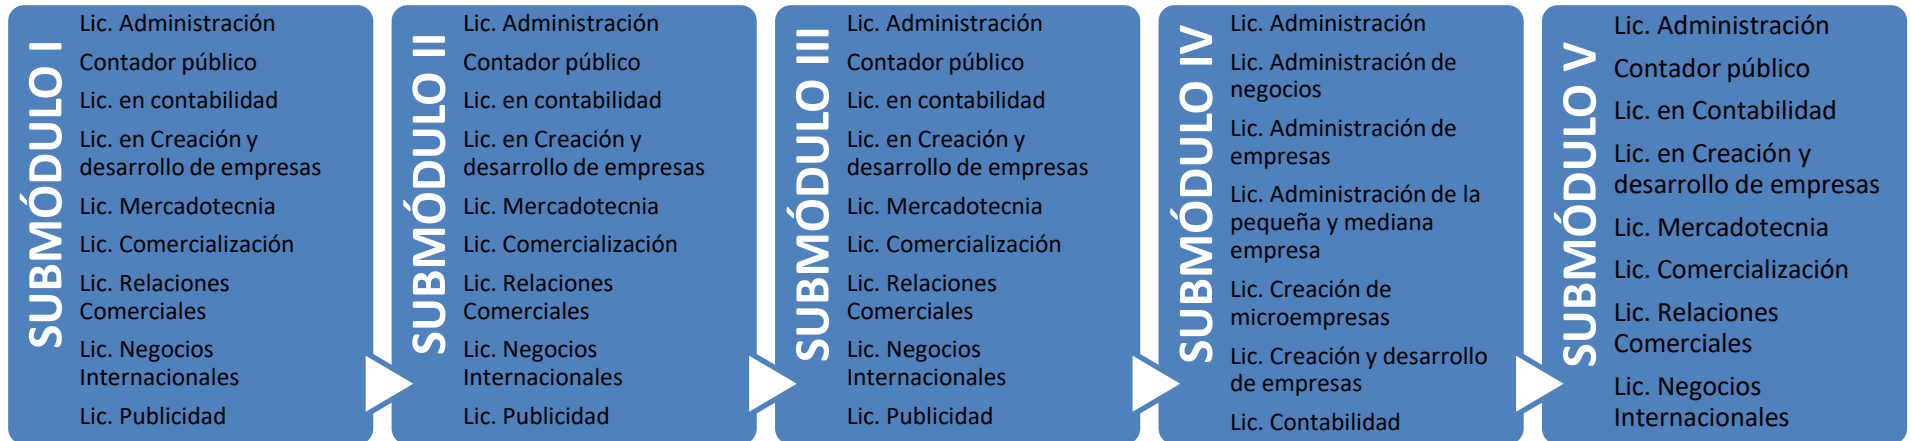 SUBMÓDULO I
Lic. Administración
Contador público
Lic. en contabilidad
Lic. en Creación y
desarrollo de empresas
Lic. Mercadotecnia
Lic. Comercialización
Lic. Relaciones
Comerciales
Lic. Negocios
Internacionales
Lic. Publicidad
SUBMÓDULO II
Lic. Administración
Contador público
Lic. en contabilidad
Lic. en Creación y
desarrollo de empresas
Lic. Mercadotecnia
Lic. Comercialización
Lic. Relaciones
Comerciales
Lic. Negocios
Internacionales
Lic. Publicidad
SUBMÓDULO III
Lic. Administración
Contador público
Lic. en contabilidad
Lic. en Creación y
desarrollo de empresas
Lic. Mercadotecnia
Lic. Comercialización
Lic. Relaciones
Comerciales
Lic. Negocios
Internacionales
Lic. Publicidad
SUBMÓDULO IV
Lic. Administración
Lic. Administración de
negocios
Lic. Administración de
empresas
Lic. Administración de la
pequeña y mediana
empresa
Lic. Creación de
microempresas
Lic. Creación y desarrollo
de empresas
Lic. Contabilidad
SUBMÓDULO V
Lic. Administración
Contador público
Lic. en Contabilidad
Lic. en Creación y
desarrollo de empresas
Lic. Mercadotecnia
Lic. Comercialización
Lic. Relaciones
Comerciales
Lic. Negocios
Internacionales